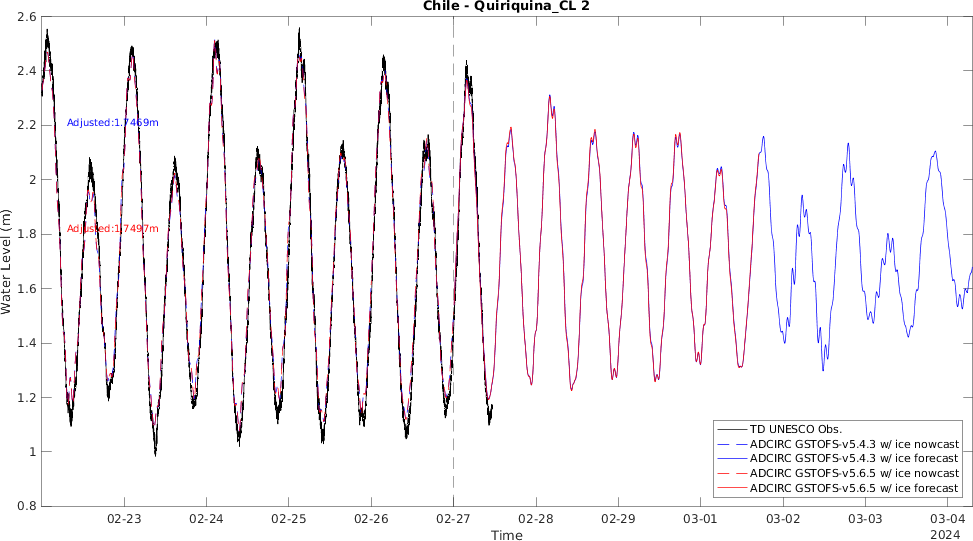 Chile - Quiriquina_CL 2
2.6
2.4
2.2
2
1.8
1.6
1.4
1.2
1
0.8
Water Level (m)
Adjusted:1.7469m
Adjusted:1.7497m
TD UNESCO Obs.
ADCIRC GSTOFS-v5.4.3 w/ ice nowcast
ADCIRC GSTOFS-v5.4.3 w/ ice forecast
ADCIRC GSTOFS-v5.6.5 w/ ice nowcast
ADCIRC GSTOFS-v5.6.5 w/ ice forecast
02-23 02-24 02-25 02-26 02-27 02-28 02-29 03-01 03-02 03-03 03-04
Time 2024